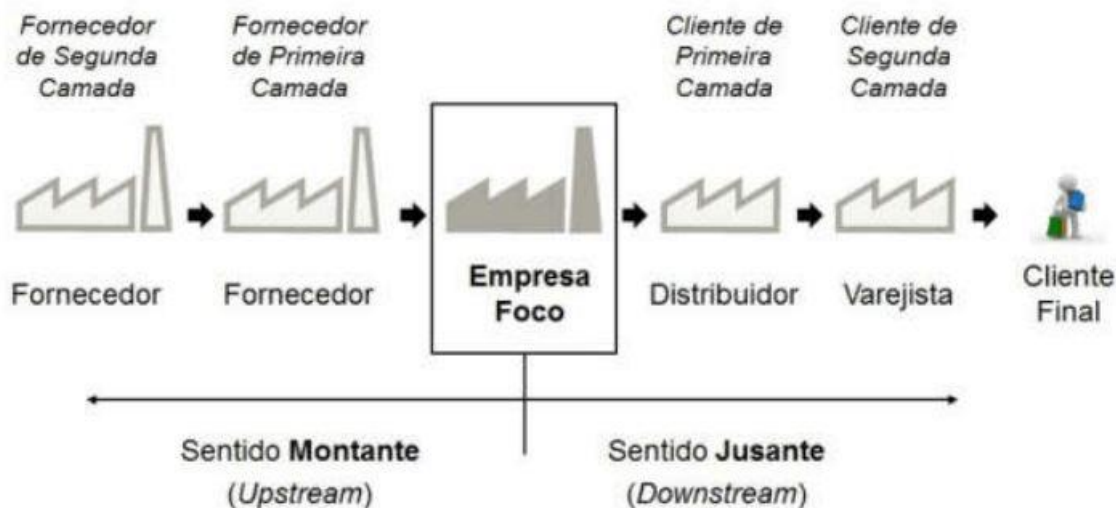 Fornecedor
de Segunda
Camada
Fornecedor
de Primeira
Camada
Cliente de
Primeira
Camada
Cliente de
Segunda
Camada
Fornecedor
Fornecedor
Empresa
Foco
Distribuidor
Varejista
Cliente
Final
Sentido Montante
(Upstream)
Sentido Jusante
(Downstream)